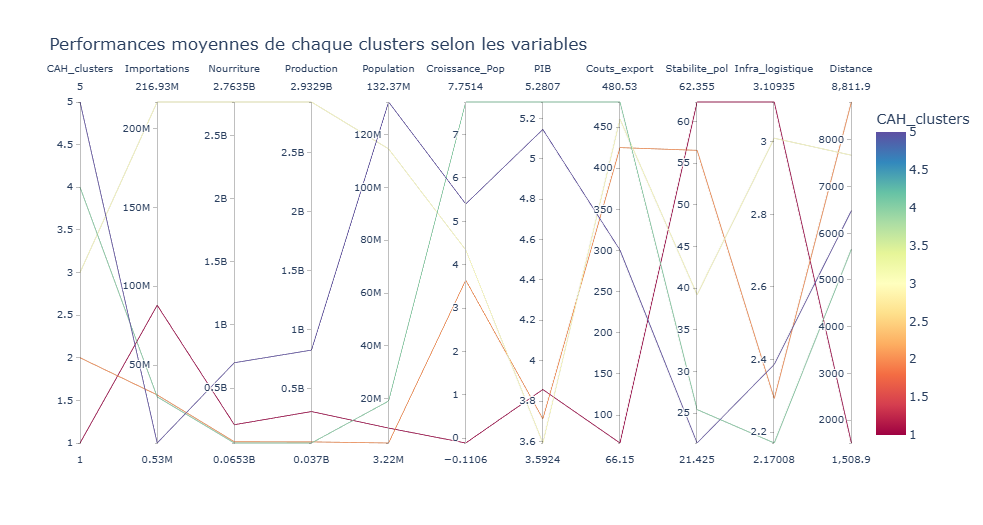 Performances moyennes de chaque clusters selon les variables
CAH_clusters Importations Nourriture Production Population Croissance_Pop PIB Couts_export Stabilite_pol Infra_logistique Distance
5 216.93M 2.7635B 2.9329B 132.37M 7.7514 5.2807 480.53 62.355 3.10935 8,811.9
5
4.5
4
3.5
3
2.5
2
1.5
1
200M
150M
100M
50M
2.5B
2B
1.5B
1B
0.5B
2.5B
2B
1.5B
1B
0.5B
120M
100M
80M
60M
40M
20M
7
6
5
4
3
2
1
0
5.2
5
4.8
4.6
4.4
4.2
4
3.8
3.6
450
400
350
300
250
200
150
100
60
55
50
45
40
35
30
25
3
2.8
2.6
2.4
2.2
8000
7000
6000
5000
4000
3000
2000
1 0.53M 0.0653B 0.037B 3.22M −0.1106 3.5924 66.15 21.425 2.17008 1,508.9
CAH_clusters
5
4.5
4
3.5
3
2.5
2
1.5
1